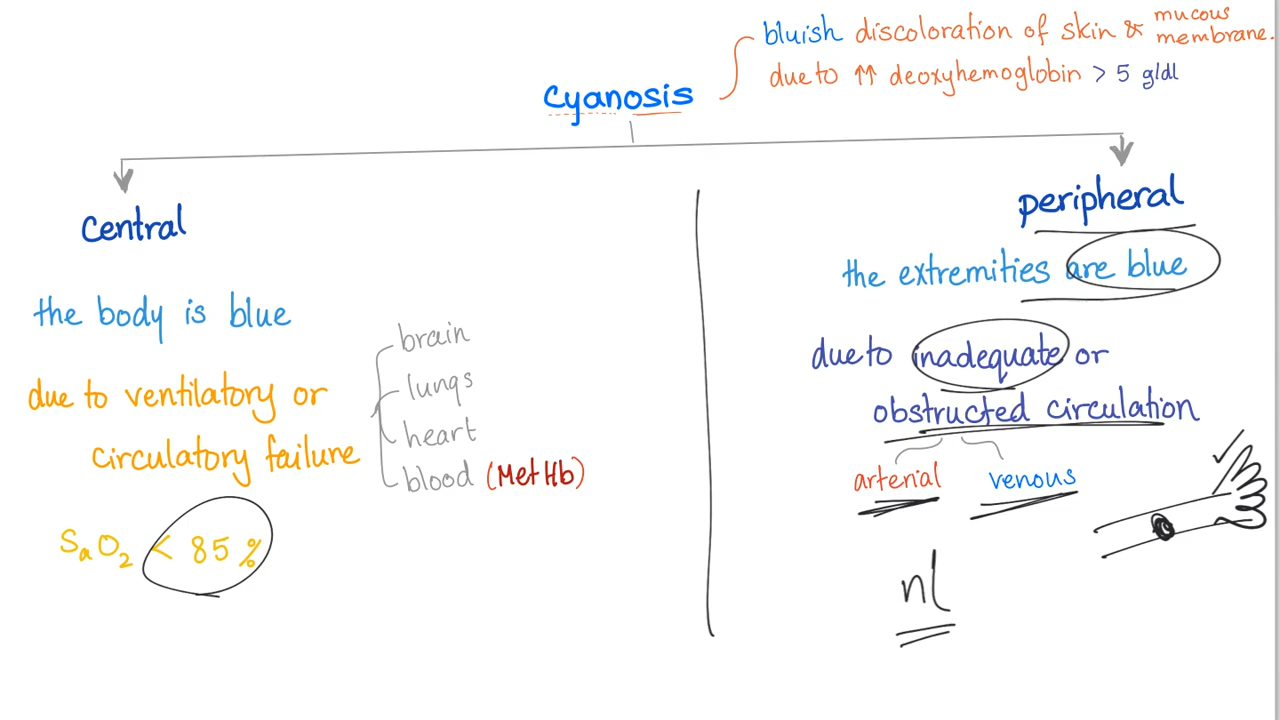 bluish discoloration of skin & mucous membrane.
due to ↑↑ deoxyhemoglobin > 5 g/dl
Cyanosis
Central
the body is blue
due to ventilatory or
circulatory failure
brain
lungs
heart
blood (MetHb)
SaO2 < 85 %
peripheral
the extremities are blue
due to inadequate or
obstructed circulation
arterial
venous
nl